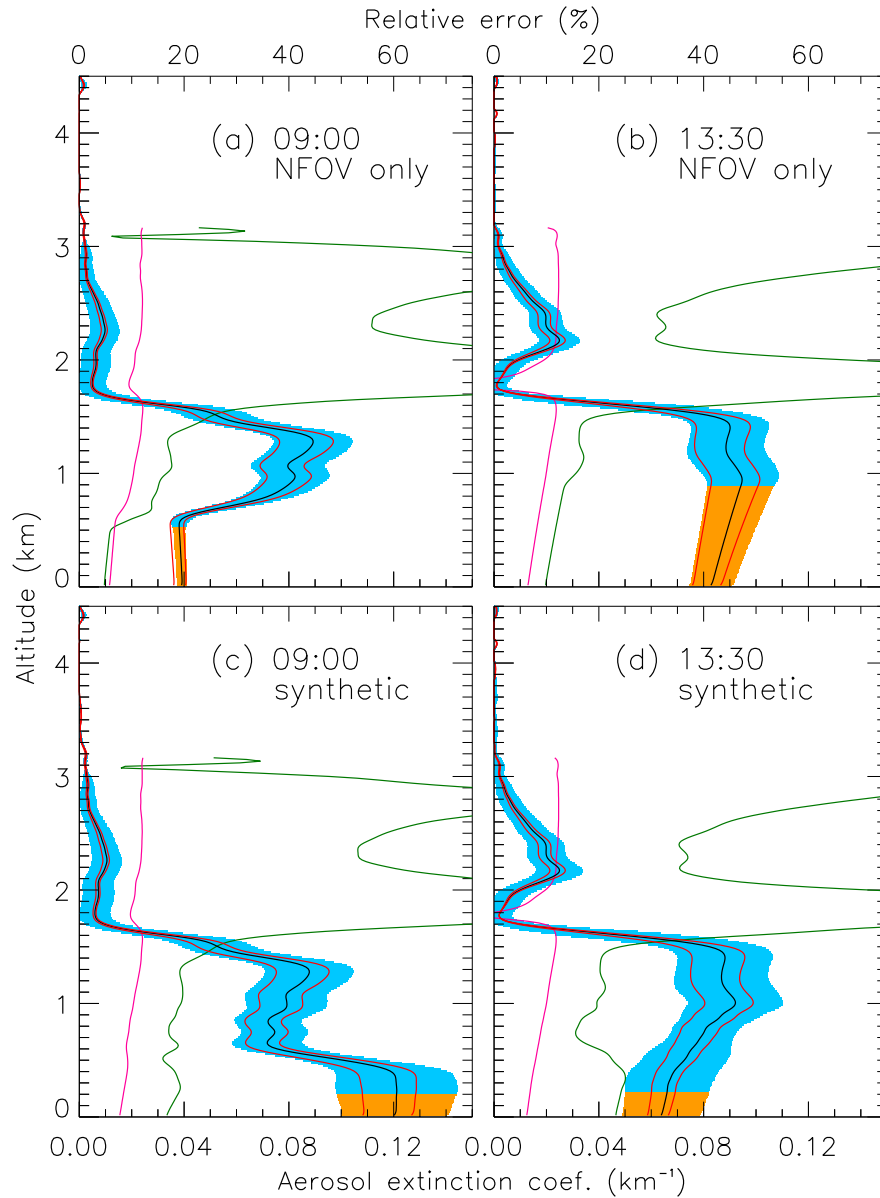 Relative error (%)
0 20 40 60 0 20 40 60
(a) 09:00
NFOV only
(b) 13:30
NFOV only
4
3
2
1
0
Altitude (km)
(c) 09:00
synthetic
(d) 13:30
synthetic
4
3
2
1
0
0.00 0.04 0.08 0.12 0.00 0.04 0.08 0.12
Aerosol extinction coef. (km⁻¹)